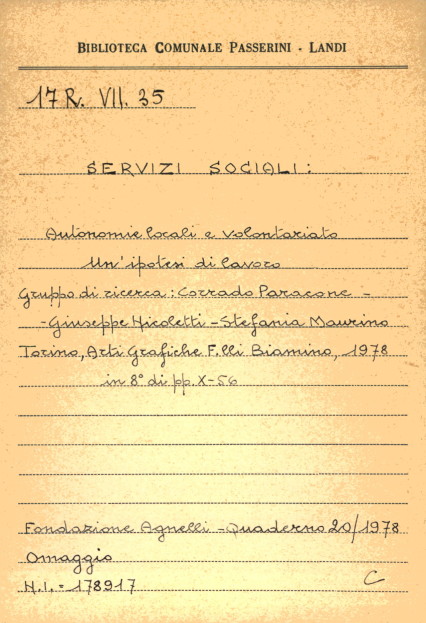 BIBLIOTECA COMUNALE PASSERINI - LANDI
17 R. VII. 35
SERVIZI SOCIALI:
Autonomie locali e volontariato
Un'ipotesi di lavoro
Gruppo di ricerca: Corrado Paracone -
- Giuseppe Nicoletti - Stefania Maurino
Torino, Arti Grafiche F.lli Biamino, 1978
in 8° di pp. X-56
Fondazione Agnelli - Quaderno 20/1978
Omaggio
N.I. = 178917
C